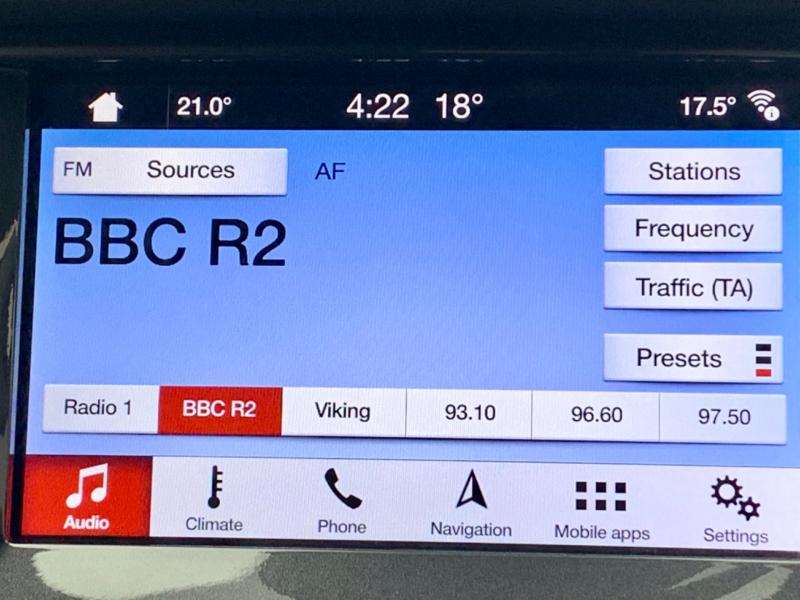 21.0° 4:22 18° 17.5°
FM Sources AF Stations
BBC R2 Frequency
Traffic (TA)
Presets
Radio 1 BBC R2 Viking 93.10 96.60 97.50
Audio Climate Phone Navigation Mobile apps Settings